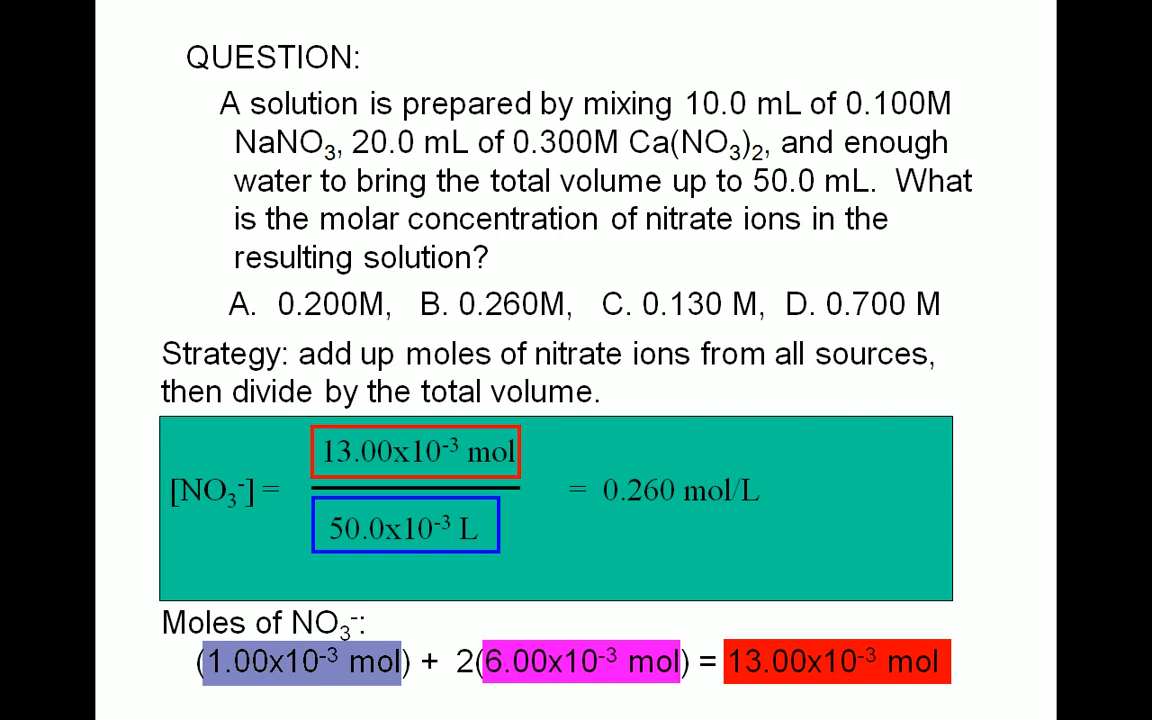 QUESTION:
A solution is prepared by mixing 10.0 mL of 0.100M
NaNO₃, 20.0 mL of 0.300M Ca(NO₃)₂, and enough
water to bring the total volume up to 50.0 mL. What
is the molar concentration of nitrate ions in the
resulting solution?
A. 0.200M, B. 0.260M, C. 0.130 M, D. 0.700 M
Strategy: add up moles of nitrate ions from all sources,
then divide by the total volume.
13.00x10⁻³ mol
[NO₃⁻] = = 0.260 mol/L
50.0x10⁻³ L
Moles of NO₃⁻:
(1.00x10⁻³ mol) + 2(6.00x10⁻³ mol) = 13.00x10⁻³ mol